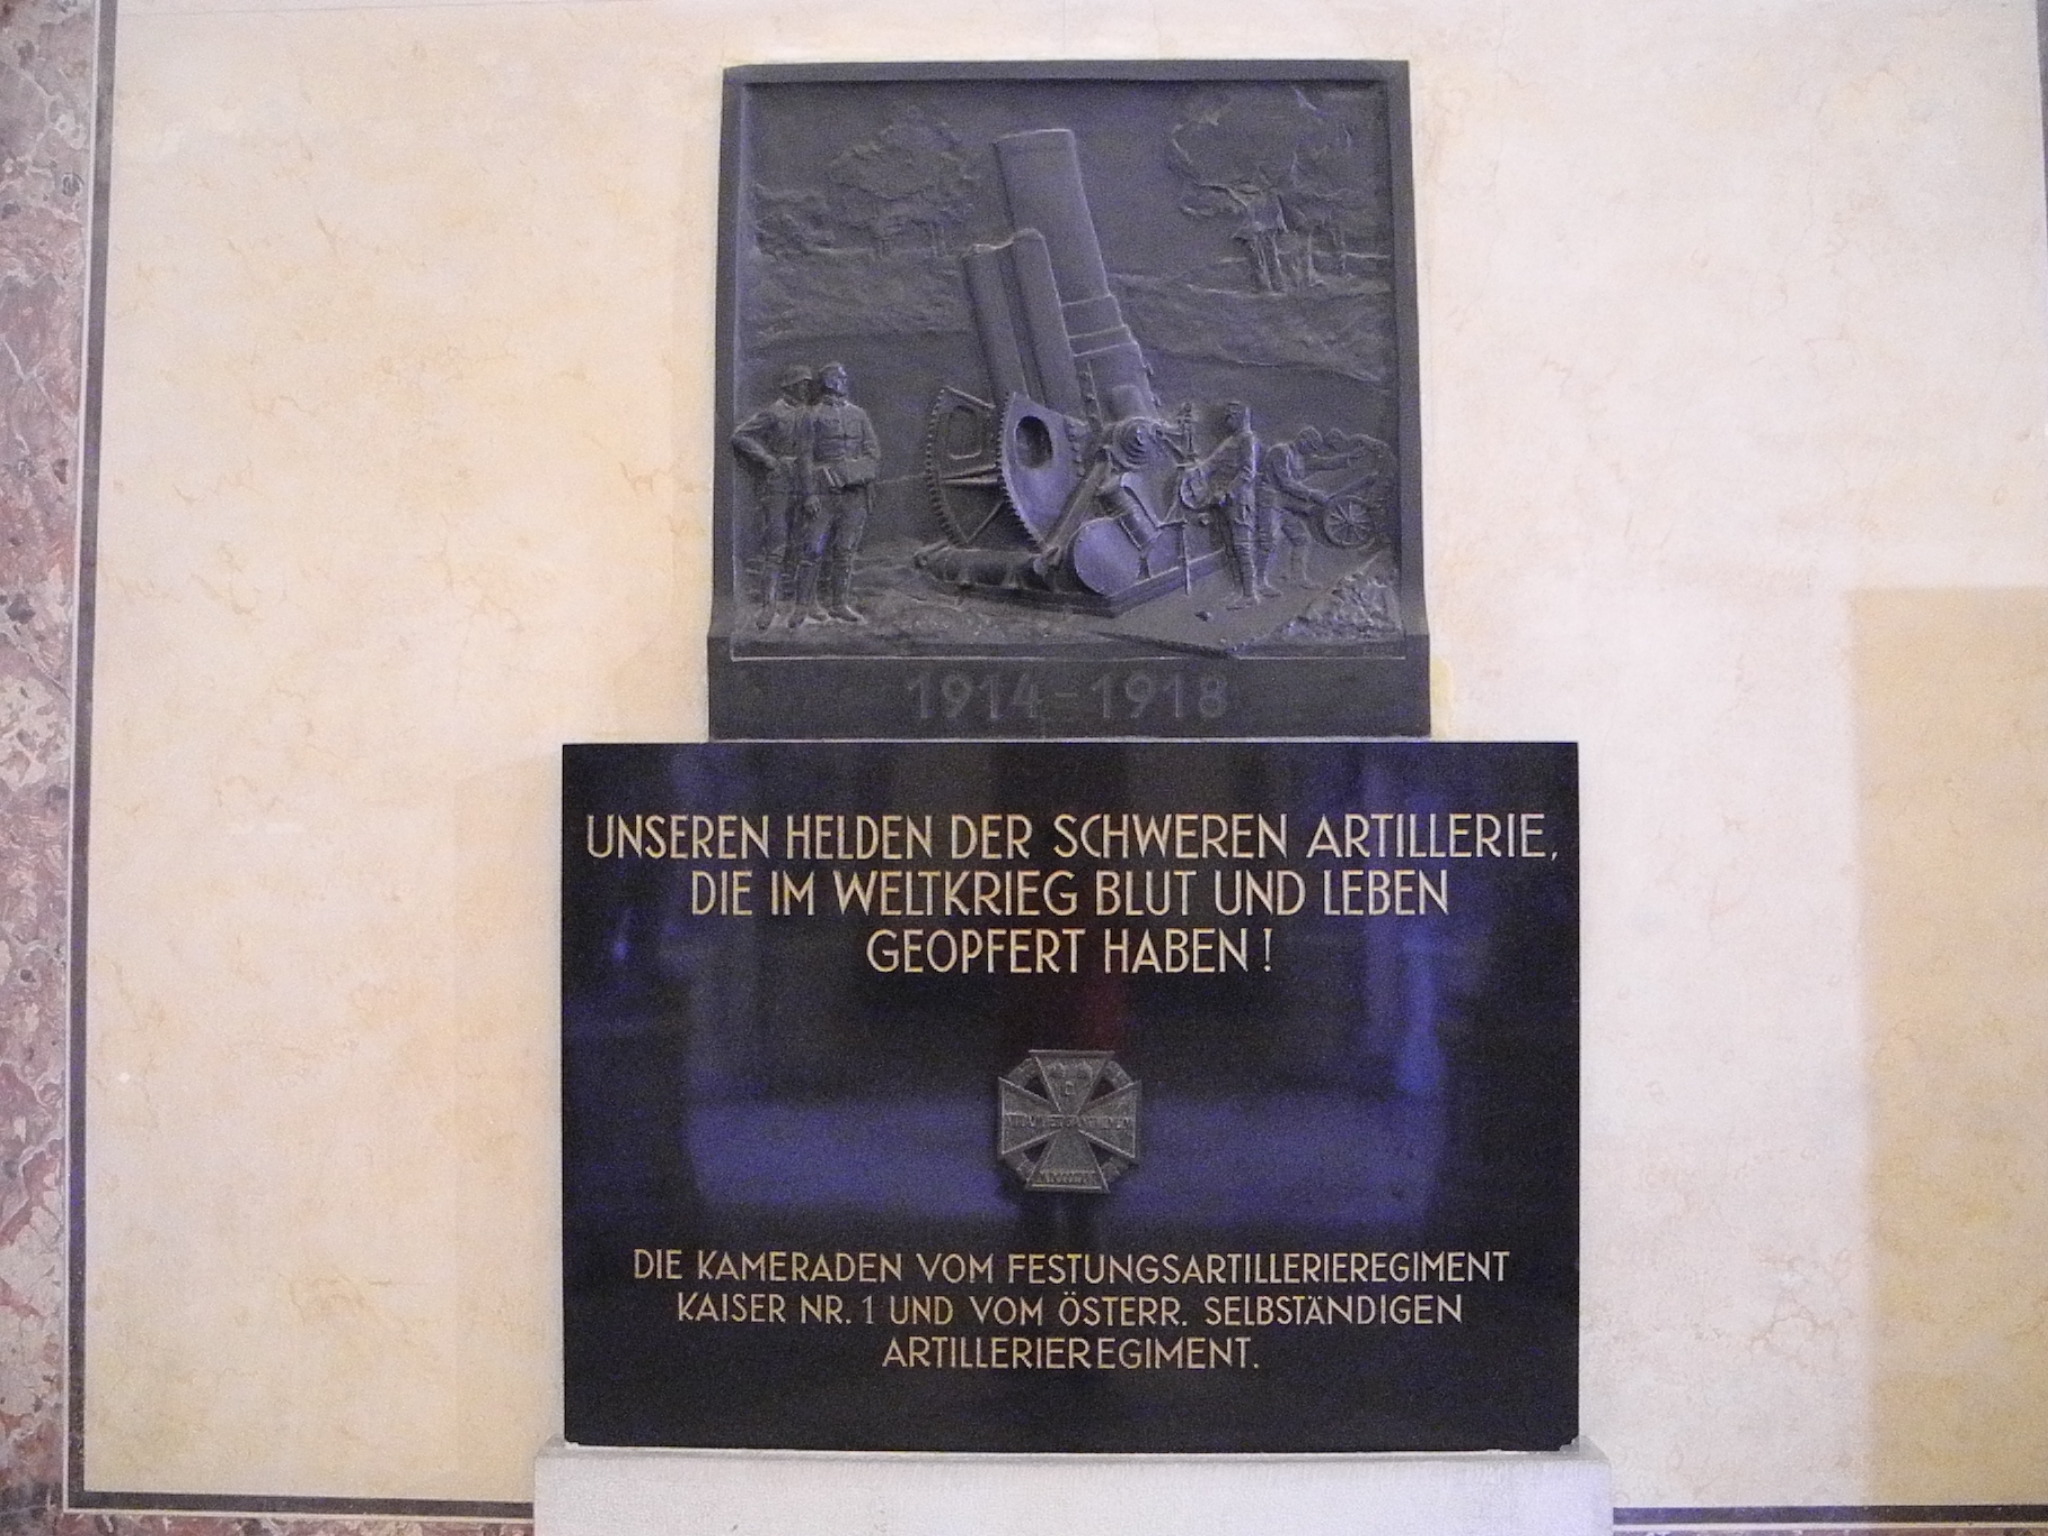 1914 - 1918
UNSEREN HELDEN DER SCHWEREN ARTILLERIE,
DIE IM WELTKRIEG BLUT UND LEBEN
GEOPFERT HABEN!
C
DIE KAMERADEN VOM FESTUNGSARTILLERIEREGIMENT
KAISER NR. 1 UND VOM ÖSTERR. SELBSTÄNDIGEN
ARTILLERIEREGIMENT.